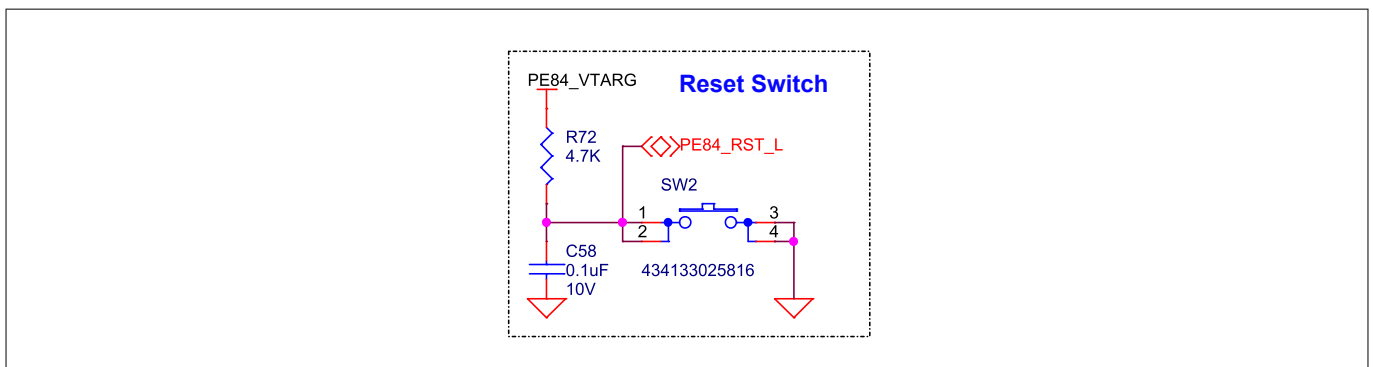 PE84_VTARG
Reset Switch
R72
4.7K
PE84_RST_L
SW2
1
3
2
4
C58
0.1uF
434133025816
10V